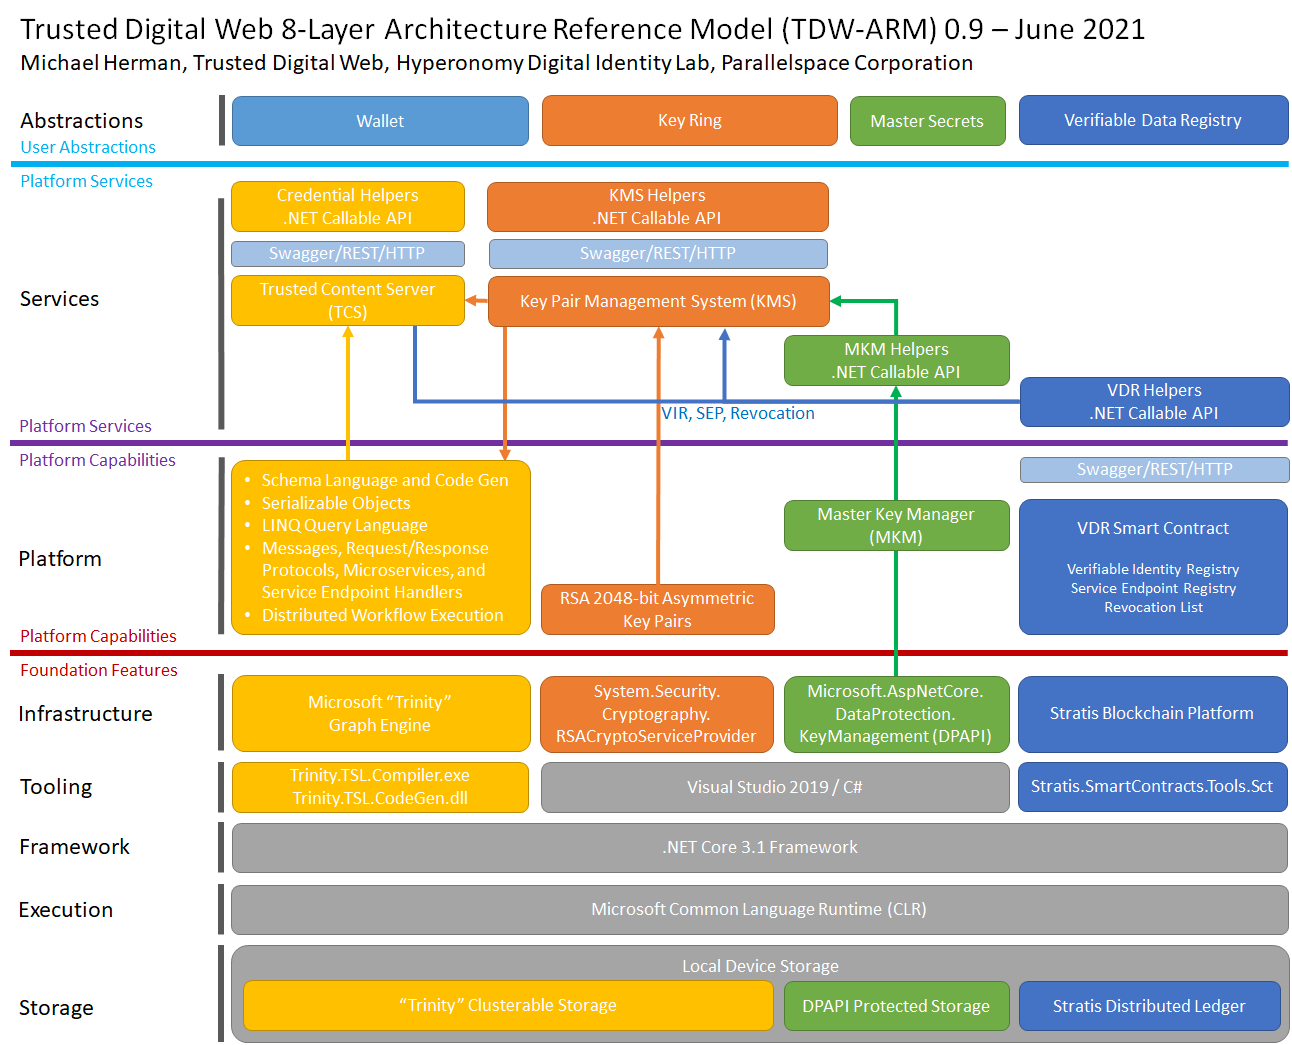 Trusted Digital Web 8-Layer Architecture Reference Model (TDW-ARM) 0.9 – June 2021
Michael Herman, Trusted Digital Web, Hyperonomy Digital Identity Lab, Parallelspace Corporation
Abstractions
User Abstractions
Wallet
Key Ring
Master Secrets
Verifiable Data Registry
Platform Services
Services
Credential Helpers
.NET Callable API
KMS Helpers
.NET Callable API
Swagger/REST/HTTP
Swagger/REST/HTTP
Trusted Content Server
(TCS)
Key Pair Management System (KMS)
MKM Helpers
.NET Callable API
VDR Helpers
.NET Callable API
VIR, SEP, Revocation
Platform Services
Platform Capabilities
Platform
• Schema Language and Code Gen
• Serializable Objects
• LINQ Query Language
• Messages, Request/Response
Protocols, Microservices, and
Service Endpoint Handlers
• Distributed Workflow Execution
RSA 2048-bit Asymmetric
Key Pairs
Master Key Manager
(MKM)
Swagger/REST/HTTP
VDR Smart Contract
Verifiable Identity Registry
Service Endpoint Registry
Revocation List
Platform Capabilities
Foundation Features
Infrastructure
Microsoft “Trinity”
Graph Engine
System.Security.
Cryptography.
RSACryptoServiceProvider
Microsoft.AspNetCore.
DataProtection.
KeyManagement (DPAPI)
Stratis Blockchain Platform
Tooling
Trinity.TSL.Compiler.exe
Trinity.TSL.CodeGen.dll
Visual Studio 2019 / C#
Stratis.SmartContracts.Tools.Sct
Framework
.NET Core 3.1 Framework
Execution
Microsoft Common Language Runtime (CLR)
Storage
Local Device Storage
“Trinity” Clusterable Storage
DPAPI Protected Storage
Stratis Distributed Ledger